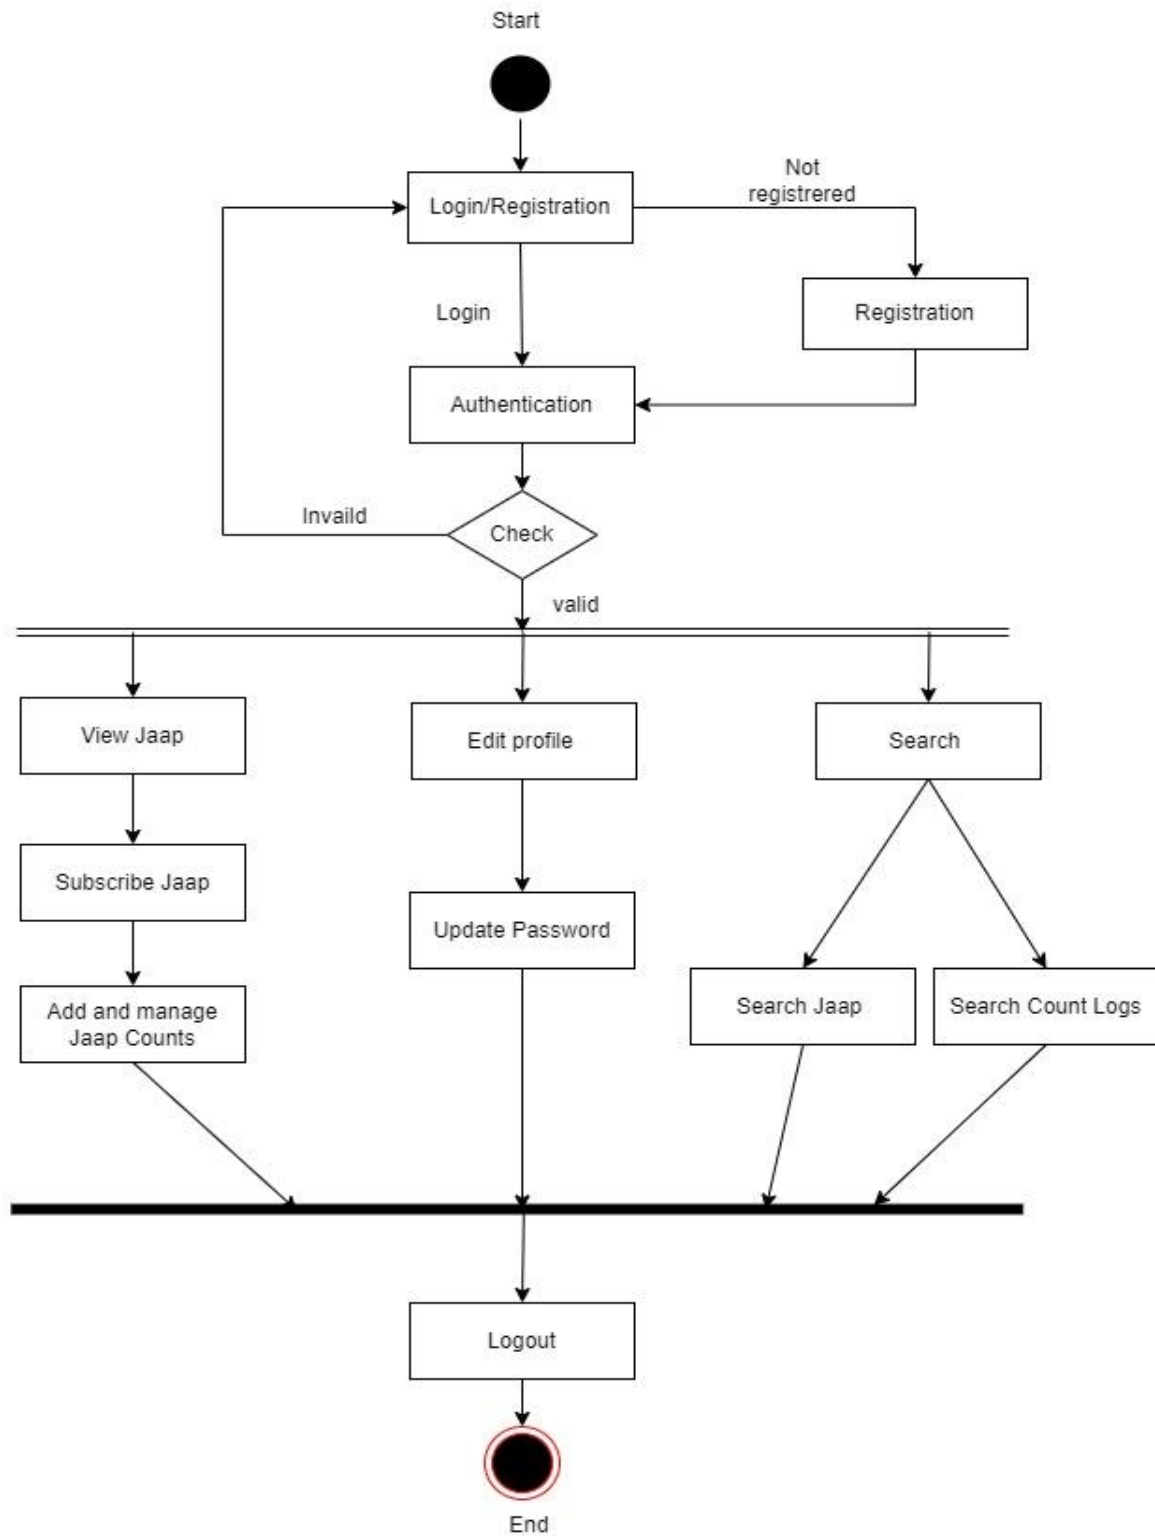 Start
Login/Registration
Not
registrered
Registration
Login
Authentication
Invaild
Check
valid
View Jaap
Edit profile
Search
Subscribe Jaap
Update Password
Add and manage
Jaap Counts
Search Jaap
Search Count Logs
Logout
End